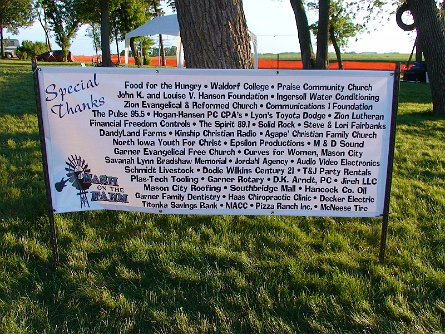 Special Thanks
Food for the Hungry • Waldorf College • Praise Community Church
John K. and Louise V. Hanson Foundation • Ingersoll Water Conditioning
Zion Evangelical & Reformed Church • Communications 1 Foundation
The Pulse 95.5 • Hogan-Hansen PC CPA's • Lyon's Toyota Dodge • Zion Lutheran
Financial Freedom Controls • The Spirit 89.1 • Solid Rock • Steve & Lori Fairbanks
DandyLand Farms • Kinship Christian Radio • Agape' Christian Family Church
North Iowa Youth For Christ • Epsilon Productions • M & D Sound
Garner Evangelical Free Church • Curves for Women, Mason City
Savanah Lynn Bradshaw Memorial • Jordahl Agency • Audio Video Electronics
Schmidt Livestock • Dodie Wilkins Century 21 • T&J Party Rentals
Plas-Tech Tooling • Garner Rotary • D.K. Arndt, PC • Jireh LLC
Mason City Roofing • Southbridge Mall • Hancock Co. Oil
Garner Family Dentistry • Haas Chiropractic Clinic • Decker Electric
Titonka Savings Bank • NIACC • Pizza Ranch Inc. • McNeese Tire
BASH
ON THE
FARM